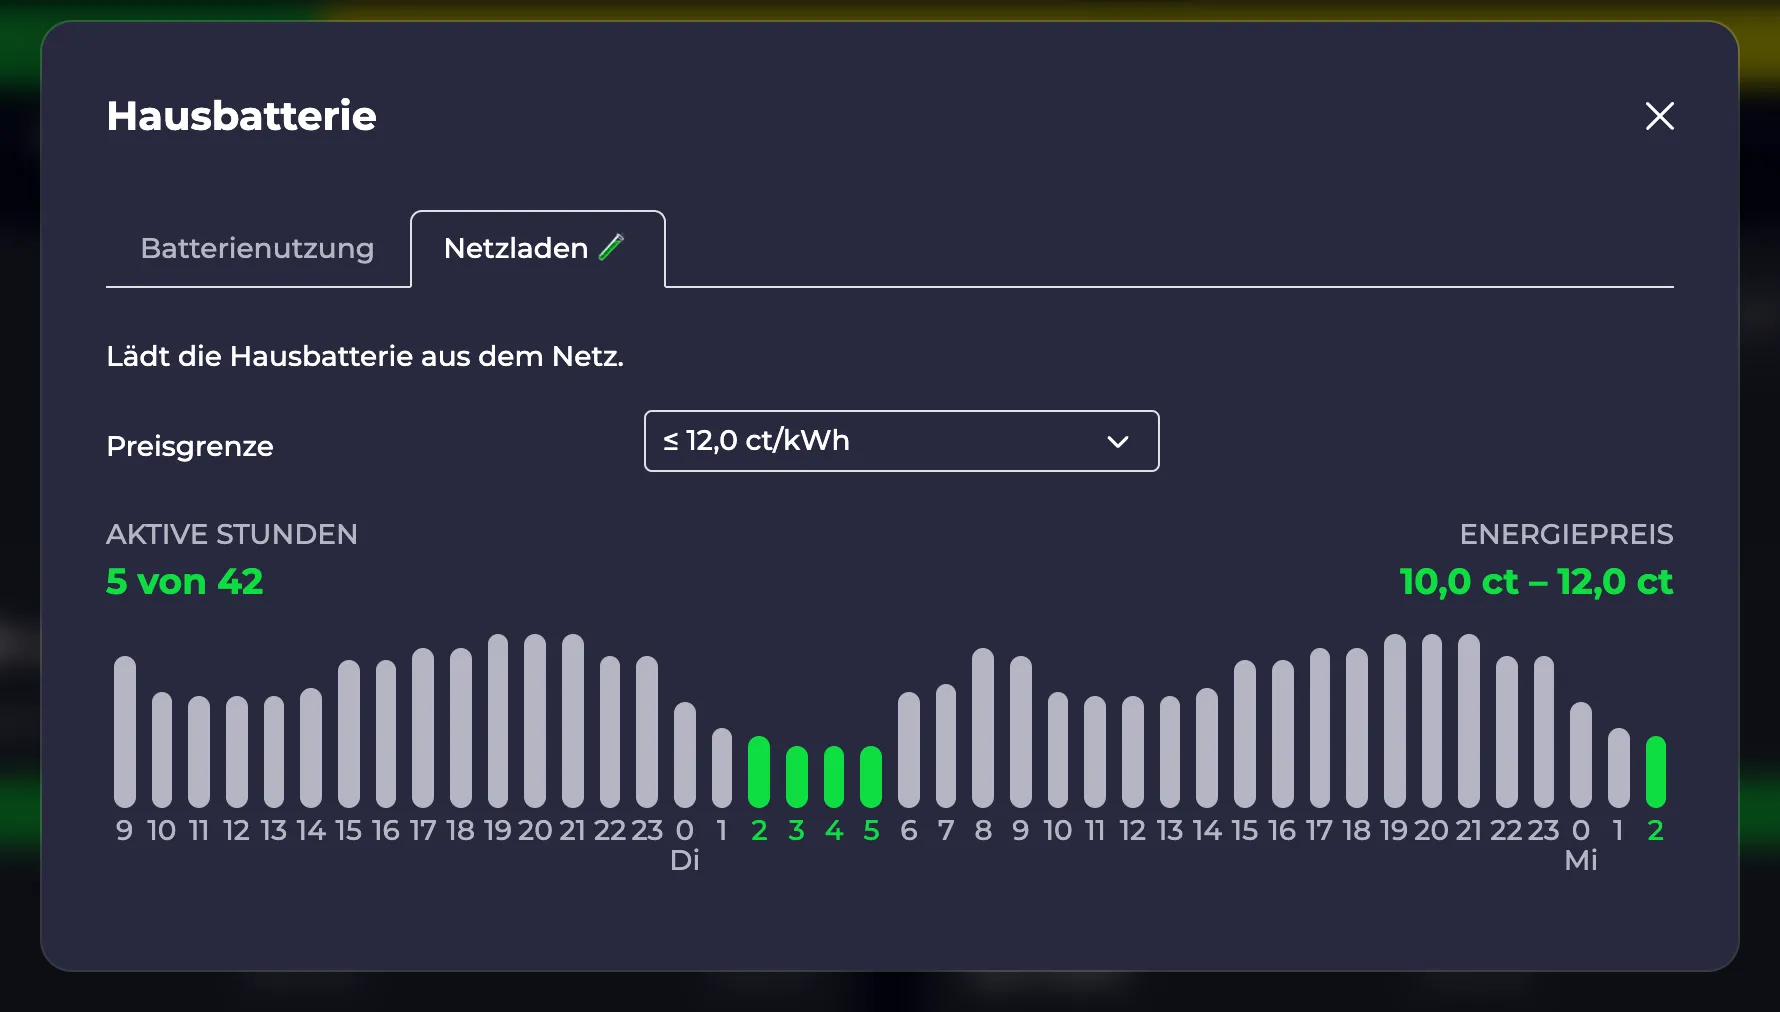 Hausbatterie
Batterienutzung
Netzladen
Lädt die Hausbatterie aus dem Netz.
Preisgrenze
≤ 12,0 ct/kWh
AKTIVE STUNDEN
ENERGIEPREIS
5 von 42
10,0 ct – 12,0 ct
9 10 11 12 13 14 15 16 17 18 19 20 21 22 23 0 1 2 3 4 5 6 7 8 9 10 11 12 13 14 15 16 17 18 19 20 21 22 23 0 1 2
Di Mi